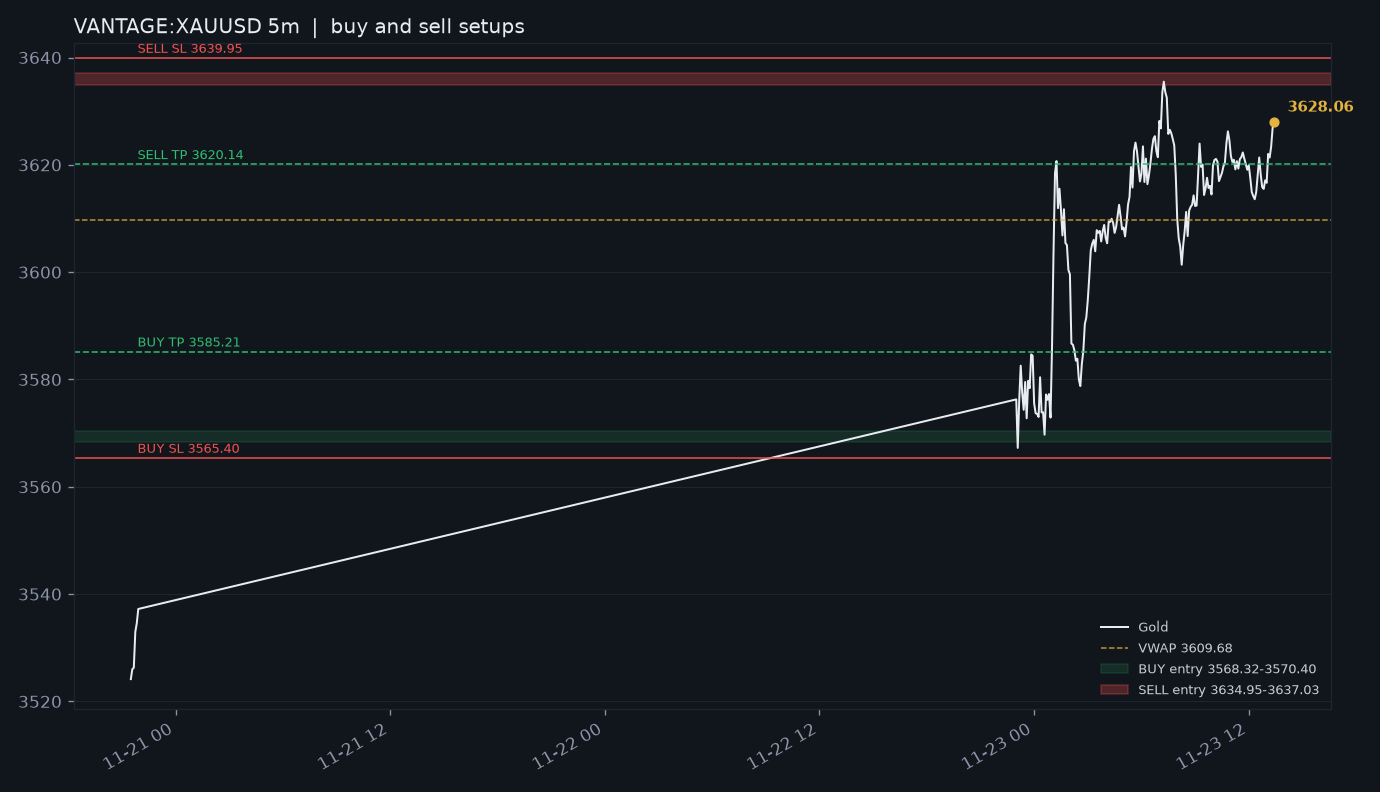 VANTAGE:XAUUSD 5m | buy and sell setups
SELL SL 3639.95
3640
3628.06
SELL TP 3620.14
3620
3600
BUY TP 3585.21
3580
BUY SL 3565.40
3560
3540
3520
Gold
VWAP 3609.68
BUY entry 3568.32-3570.40
SELL entry 3634.95-3637.03
11-21 00
11-21 12
11-22 00
11-22 12
11-23 00
11-23 12